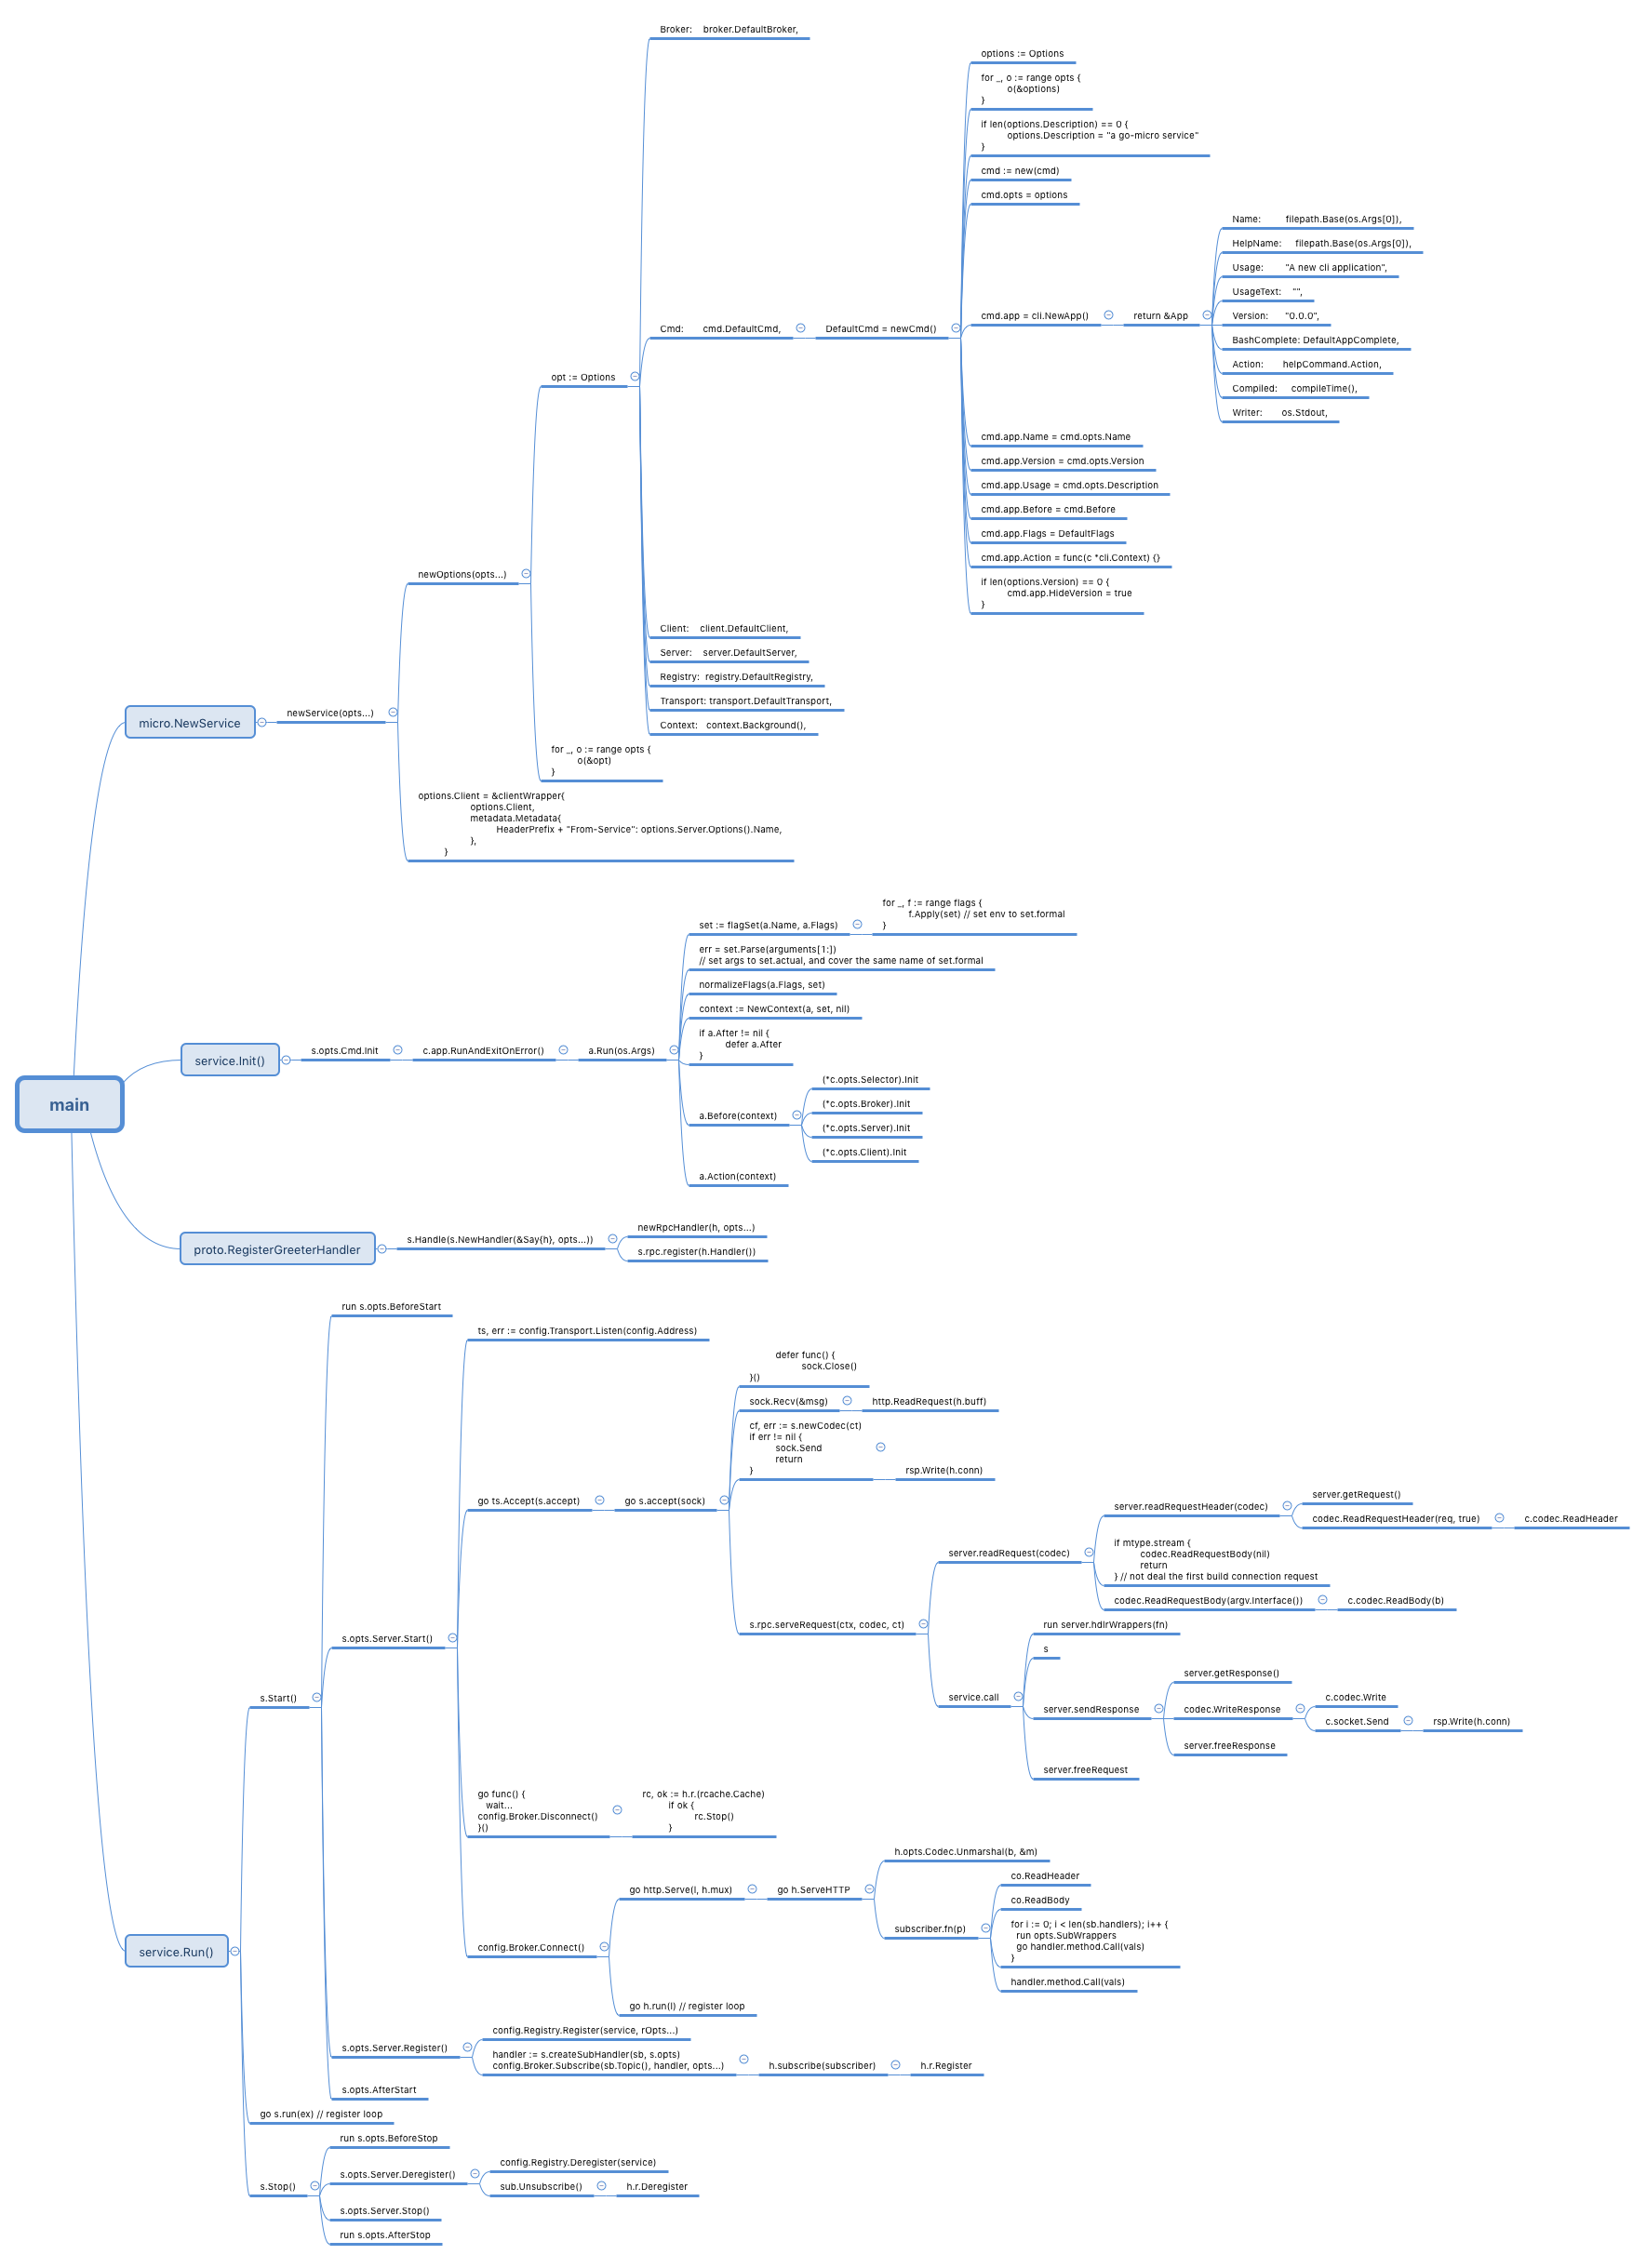 main
micro.NewService
newService(opts...)
newOptions(opts...)
opt := Options
Broker: broker.DefaultBroker,
Cmd: cmd.DefaultCmd,
DefaultCmd = newCmd()
options := Options
for _, o := range opts {
o(&options)
}
if len(options.Description) == 0 {
options.Description = "a go-micro service"
}
cmd := new(cmd)
cmd.opts = options
cmd.app = cli.NewApp()
return &App
Name: filepath.Base(os.Args[0]),
HelpName: filepath.Base(os.Args[0]),
Usage: "A new cli application",
UsageText: "",
Version: "0.0.0",
BashComplete: DefaultAppComplete,
Action: helpCommand.Action,
Compiled: compileTime(),
Writer: os.Stdout,
cmd.app.Name = cmd.opts.Name
cmd.app.Version = cmd.opts.Version
cmd.app.Usage = cmd.opts.Description
cmd.app.Before = cmd.Before
cmd.app.Flags = DefaultFlags
cmd.app.Action = func(c *cli.Context) {}
if len(options.Version) == 0 {
cmd.app.HideVersion = true
}
Client: client.DefaultClient,
Server: server.DefaultServer,
Registry: registry.DefaultRegistry,
Transport: transport.DefaultTransport,
Context: context.Background(),
for _, o := range opts {
o(&opt)
}
options.Client = &clientWrapper{
options.Client,
metadata.Metadata{
HeaderPrefix + "From-Service": options.Server.Options().Name,
},
}
service.Init()
s.opts.Cmd.Init
c.app.RunAndExitOnError()
a.Run(os.Args)
set := flagSet(a.Name, a.Flags)
for _, f := range flags {
f.Apply(set) // set env to set.formal
}
err = set.Parse(arguments[1:])
// set args to set.actual, and cover the same name of set.formal
normalizeFlags(a.Flags, set)
context := NewContext(a, set, nil)
if a.After != nil {
defer a.After
}
a.Before(context)
(*c.opts.Selector).Init
(*c.opts.Broker).Init
(*c.opts.Server).Init
(*c.opts.Client).Init
a.Action(context)
proto.RegisterGreeterHandler
s.Handle(s.NewHandler(&Say{h}, opts...))
newRpcHandler(h, opts...)
s.rpc.register(h.Handler())
service.Run()
s.Start()
run s.opts.BeforeStart
s.opts.Server.Start()
ts, err := config.Transport.Listen(config.Address)
go ts.Accept(s.accept)
go s.accept(sock)
defer func() {
sock.Close()
}()
sock.Recv(&msg)
http.ReadRequest(h.buff)
cf, err := s.newCodec(ct)
if err != nil {
sock.Send
return
}
rsp.Write(h.conn)
s.rpc.serveRequest(ctx, codec, ct)
server.readRequest(codec)
server.readRequestHeader(codec)
server.getRequest()
codec.ReadRequestHeader(req, true)
c.codec.ReadHeader
if mtype.stream {
codec.ReadRequestBody(nil)
return
} // not deal the first build connection request
codec.ReadRequestBody(argv.Interface())
c.codec.ReadBody(b)
service.call
run server.hdlrWrappers(fn)
s
server.sendResponse
server.getResponse()
codec.WriteResponse
c.codec.Write
c.socket.Send
rsp.Write(h.conn)
server.freeResponse
server.freeRequest
go func() {
wait...
config.Broker.Disconnect()
}()
rc, ok := h.r.(rcache.Cache)
if ok {
rc.Stop()
}
config.Broker.Connect()
go http.Serve(l, h.mux)
go h.ServeHTTP
h.opts.Codec.Unmarshal(b, &m)
subscriber.fn(p)
co.ReadHeader
co.ReadBody
for i := 0; i < len(sb.handlers); i++ {
run opts.SubWrappers
go handler.method.Call(vals)
}
handler.method.Call(vals)
go h.run(l) // register loop
s.opts.Server.Register()
config.Registry.Register(service, rOpts...)
handler := s.createSubHandler(sb, s.opts)
config.Broker.Subscribe(sb.Topic(), handler, opts...)
h.subscribe(subscriber)
h.r.Register
s.opts.AfterStart
go s.run(ex) // register loop
s.Stop()
run s.opts.BeforeStop
s.opts.Server.Deregister()
config.Registry.Deregister(service)
sub.Unsubscribe()
h.r.Deregister
s.opts.Server.Stop()
run s.opts.AfterStop